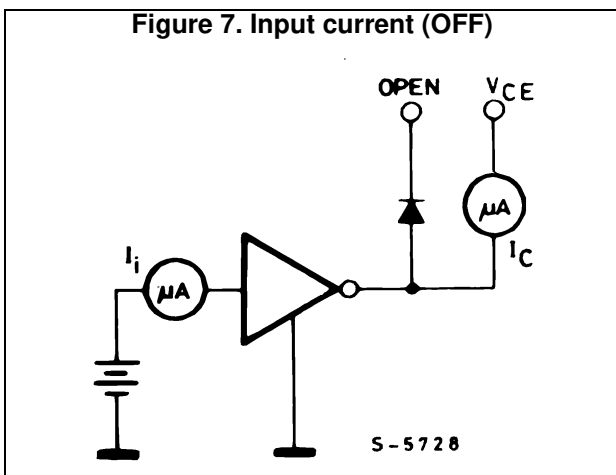 Figure 7. Input current (OFF)
OPEN
VCE
μA
IC
Ii
μA
S-5728